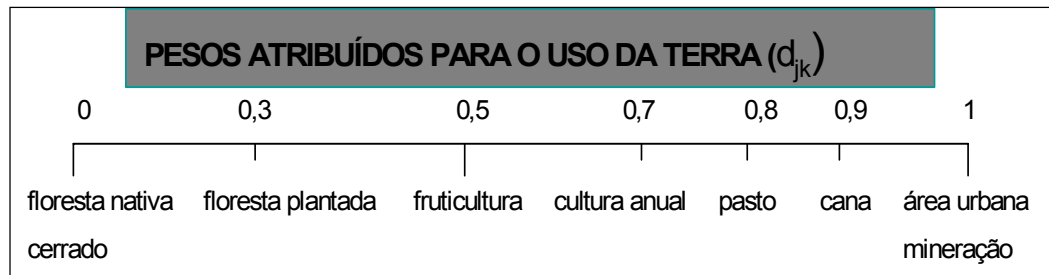 PESOS ATRIBUÍDOS PARA O USO DA TERRA (djk)
0 0,3 0,5 0,7 0,8 0,9 1
floresta nativa floresta plantada fruticultura cultura anual pasto cana área urbana
cerrado mineração